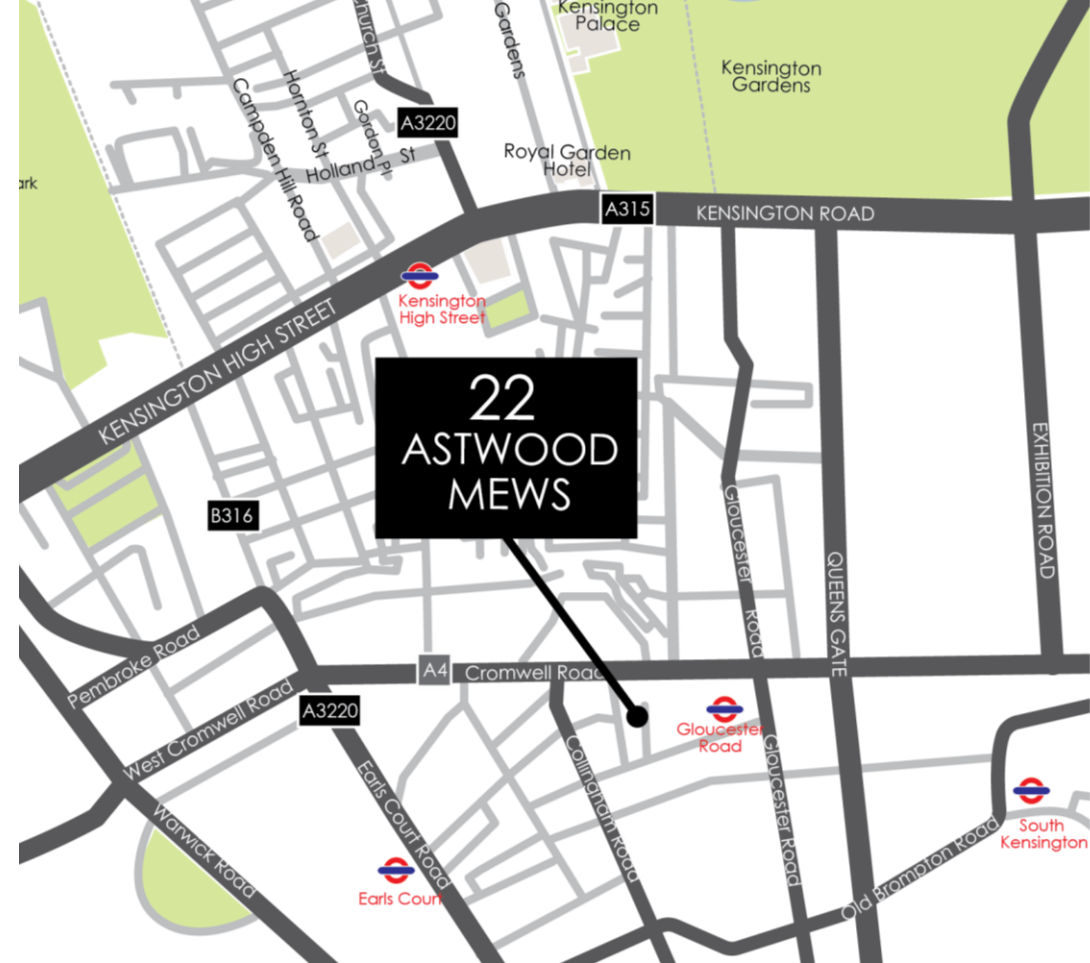 Church St
Gardens
Kensington
Palace
Kensington
Gardens
Hornton St
Campden Hill Road
Gordon Pl
A3220
Holland St
Royal Garden
Hotel
ark
A315
KENSINGTON ROAD
Kensington
High Street
KENSINGTON HIGH STREET
22
ASTWOOD
MEWS
B316
EXHIBITION ROAD
Gloucester Road
QUEENS GATE
Pembroke Road
A4
Cromwell Road
West Cromwell Road
A3220
Gloucester
Road
Collingham Road
Gloucester Road
Earls Court Road
Warwick Road
South
Kensington
Old Brompton Road
Earls Court